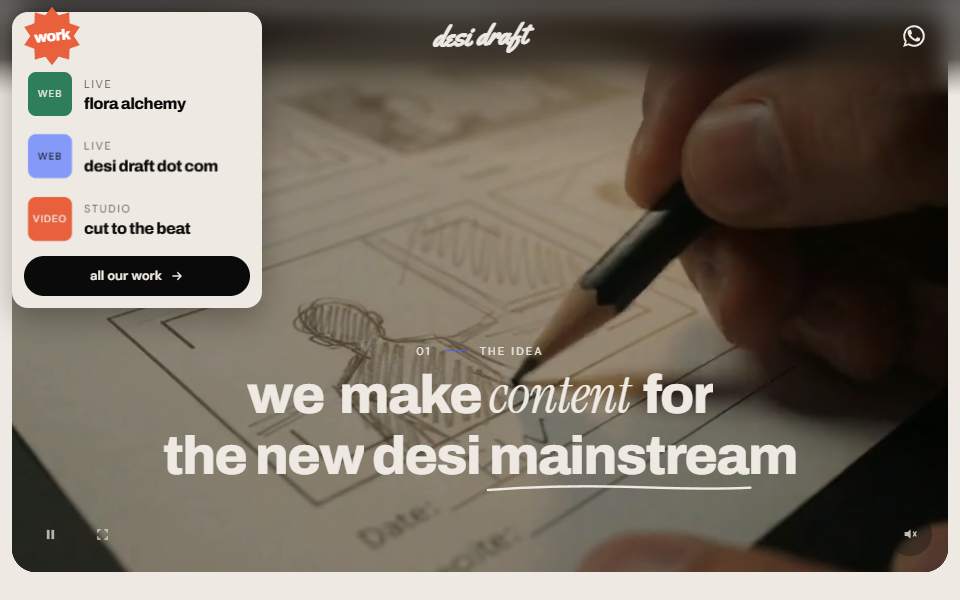 work
desi draft
WEB
LIVE
flora alchemy
WEB
LIVE
desi draft dot com
VIDEO
STUDIO
cut to the beat
all our work →
01 — THE IDEA
we make content for
the new desi mainstream
Date: